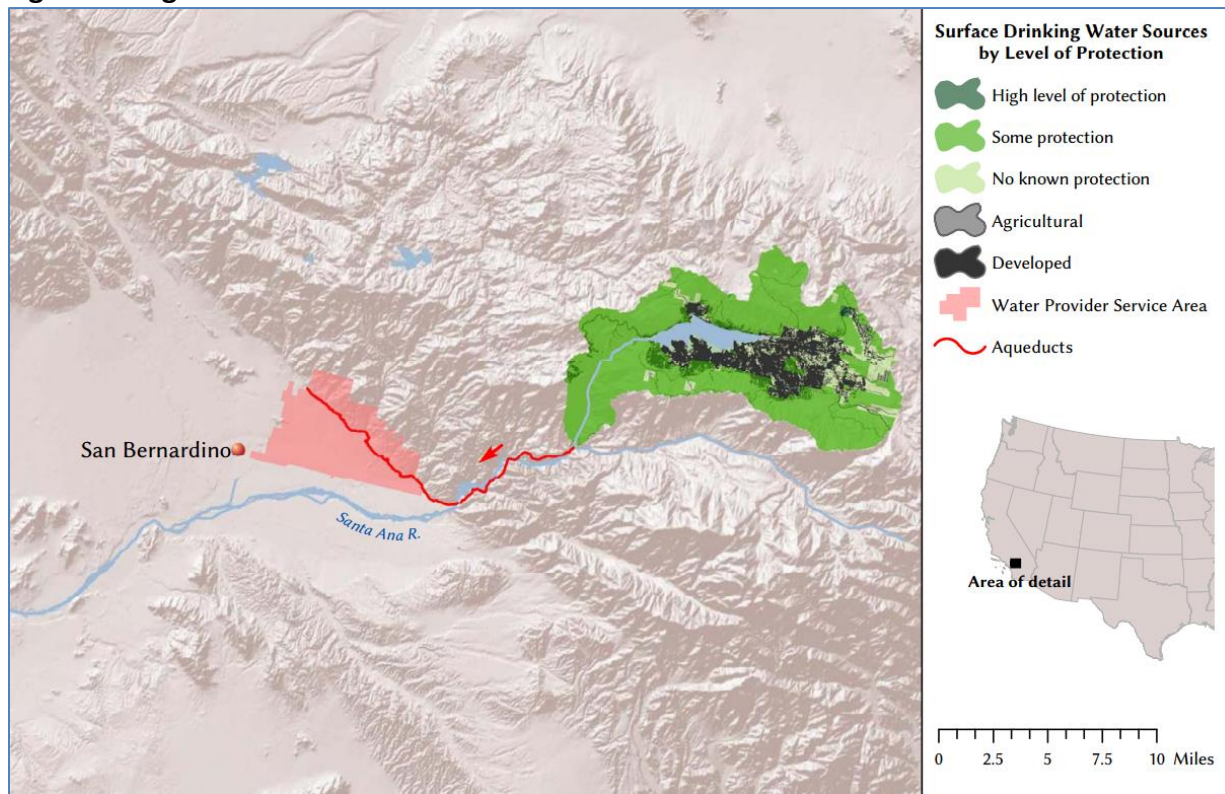 San Bernardino
Santa Ana R.
Surface Drinking Water Sources
by Level of Protection
High level of protection
Some protection
No known protection
Agricultural
Developed
Water Provider Service Area
Aqueducts
Area of detail
0 2.5 5 7.5 10 Miles